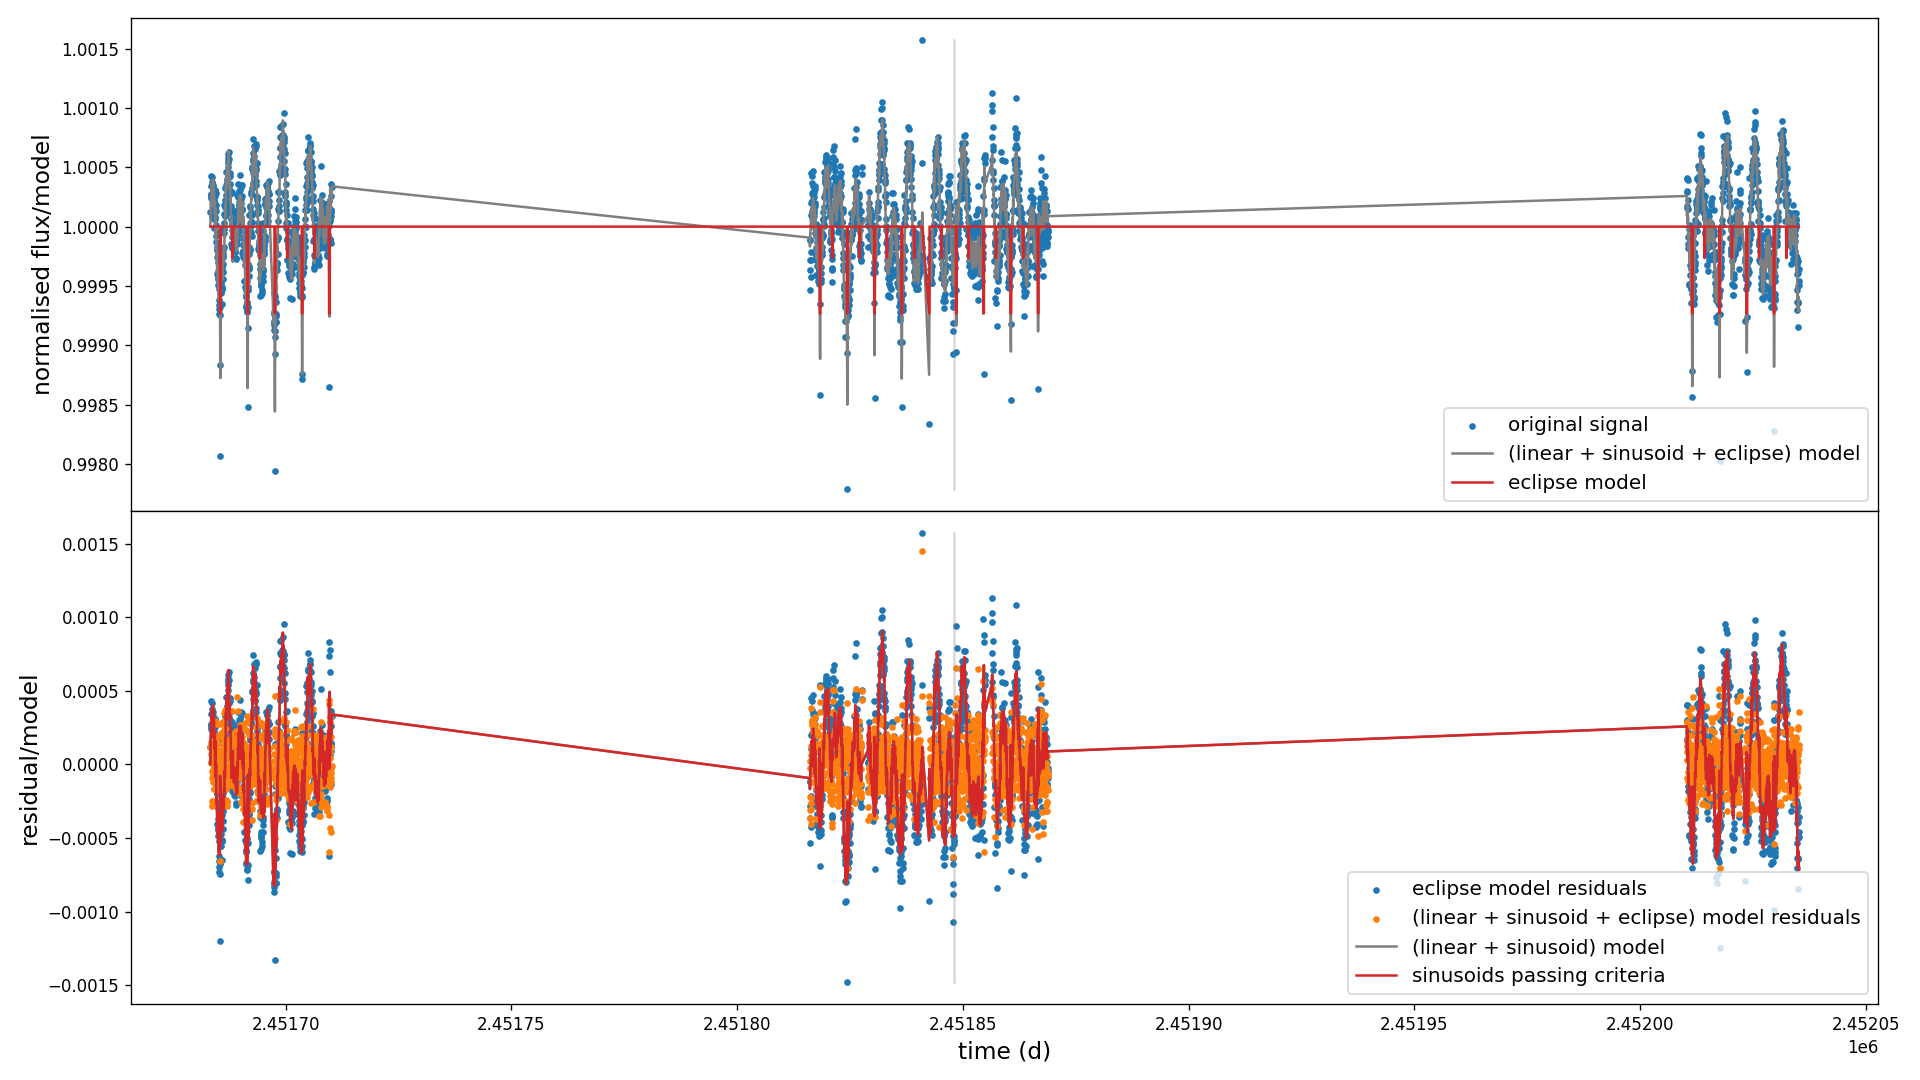 1.0015
1.0010
1.0005
1.0000
0.9995
0.9990
0.9985
0.9980
normalised flux/model
original signal
(linear + sinusoid + eclipse) model
eclipse model
0.0015
0.0010
0.0005
0.0000
−0.0005
−0.0010
−0.0015
residual/model
eclipse model residuals
(linear + sinusoid + eclipse) model residuals
(linear + sinusoid) model
sinusoids passing criteria
2.45170 2.45175 2.45180 2.45185 2.45190 2.45195 2.45200 2.45205
1e6
time (d)